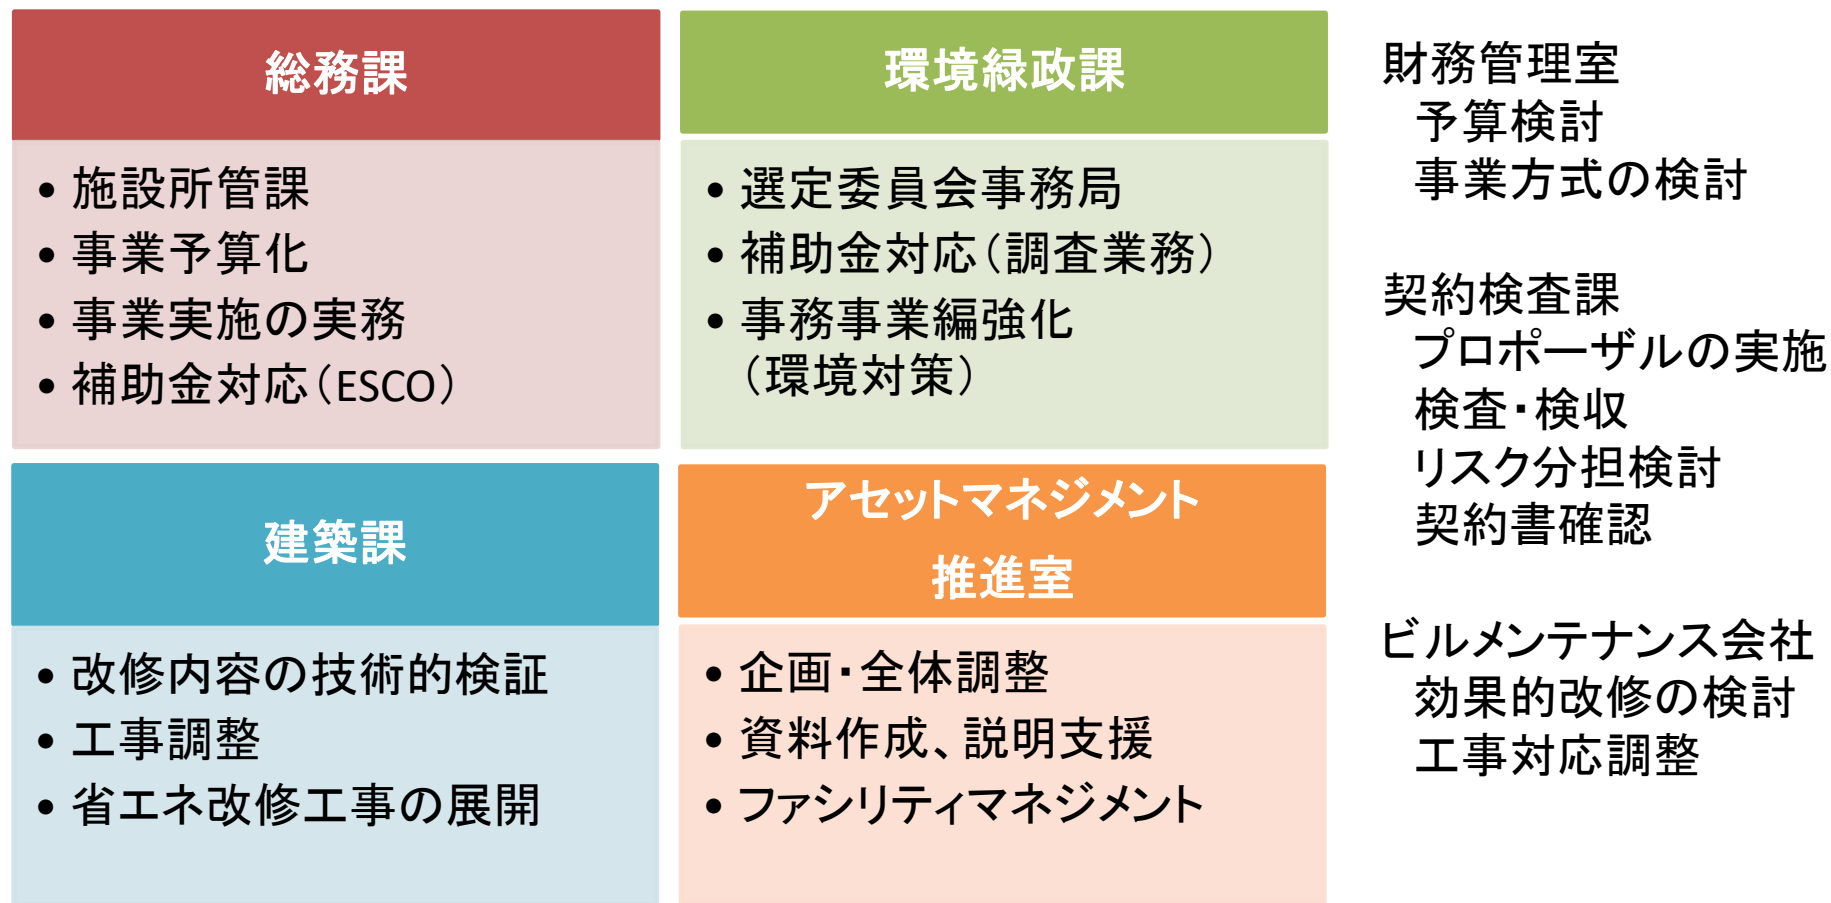 総務課
• 施設所管課
• 事業予算化
• 事業実施の実務
• 補助金対応（ESCO）
環境緑政課
• 選定委員会事務局
• 補助金対応（調査業務）
• 事務事業編強化
（環境対策）
建築課
• 改修内容の技術的検証
• 工事調整
• 省エネ改修工事の展開
アセットマネジメント
推進室
• 企画・全体調整
• 資料作成、説明支援
• ファシリティマネジメント
財務管理室
予算検討
事業方式の検討
契約検査課
プロポーザルの実施
検査・検収
リスク分担検討
契約書確認
ビルメンテナンス会社
効果的改修の検討
工事対応調整